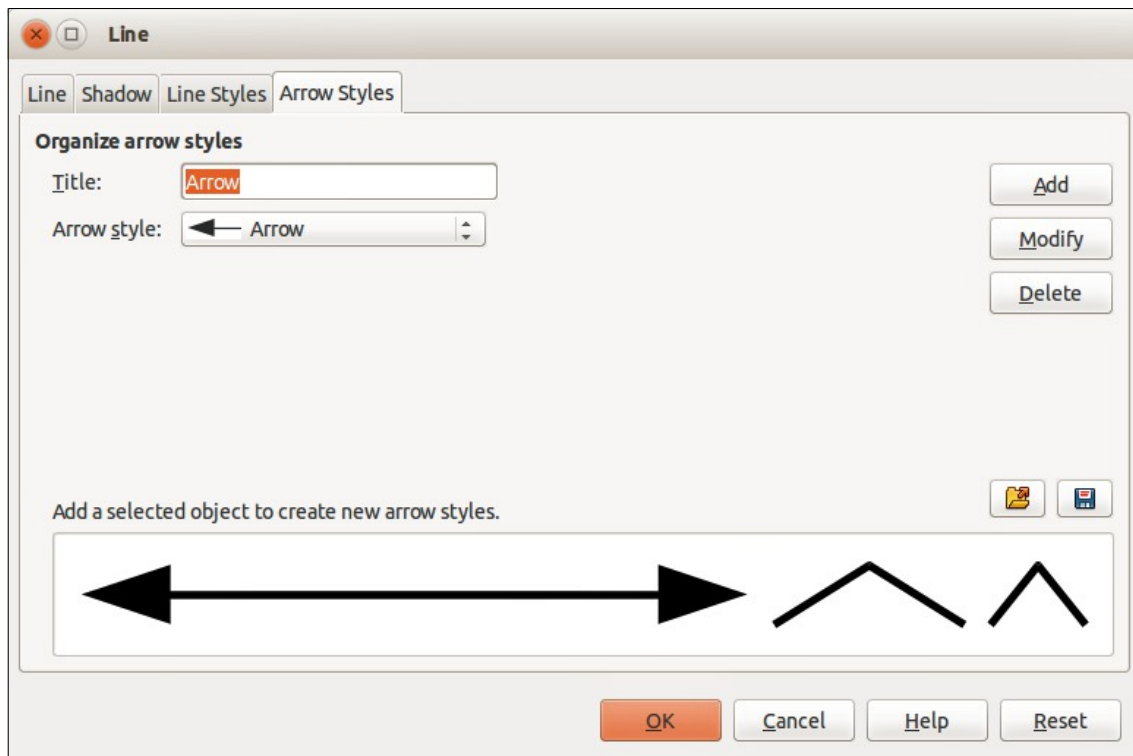 Line
Line Shadow Line Styles Arrow Styles
Organize arrow styles
Title: Arrow Add
Arrow style: Arrow Modify
Delete
Add a selected object to create new arrow styles.
OK Cancel Help Reset